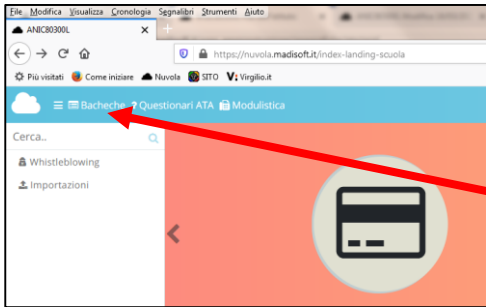 File Modifica Visualizza Cronologia Segnalibri Strumenti Aiuto
ANIC80300L
https://nuvola.madisoft.it/index-landing-scuola
Più visitati Come iniziare Nuvola SITO Virgilio.it
Bacheche ? Questionari ATA Modulistica
Cerca..
Whistleblowing
Importazioni